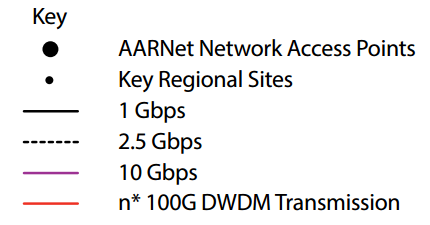 Key
AARNet Network Access Points
Key Regional Sites
1 Gbps
2.5 Gbps
10 Gbps
n* 100G DWDM Transmission